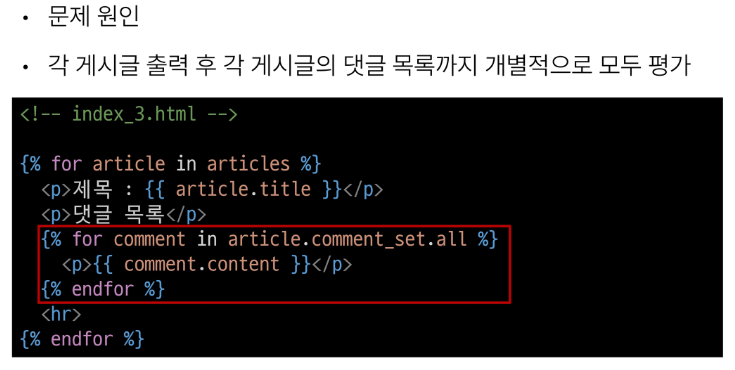 • 문제 원인
• 각 게시글 출력 후 각 게시글의 댓글 목록까지 개별적으로 모두 평가
<!-- index_3.html -->
{% for article in articles %}
<p>제목 : {{ article.title }}</p>
<p>댓글 목록</p>
{% for comment in article.comment_set.all %}
<p>{{ comment.content }}</p>
{% endfor %}
<hr>
{% endfor %}